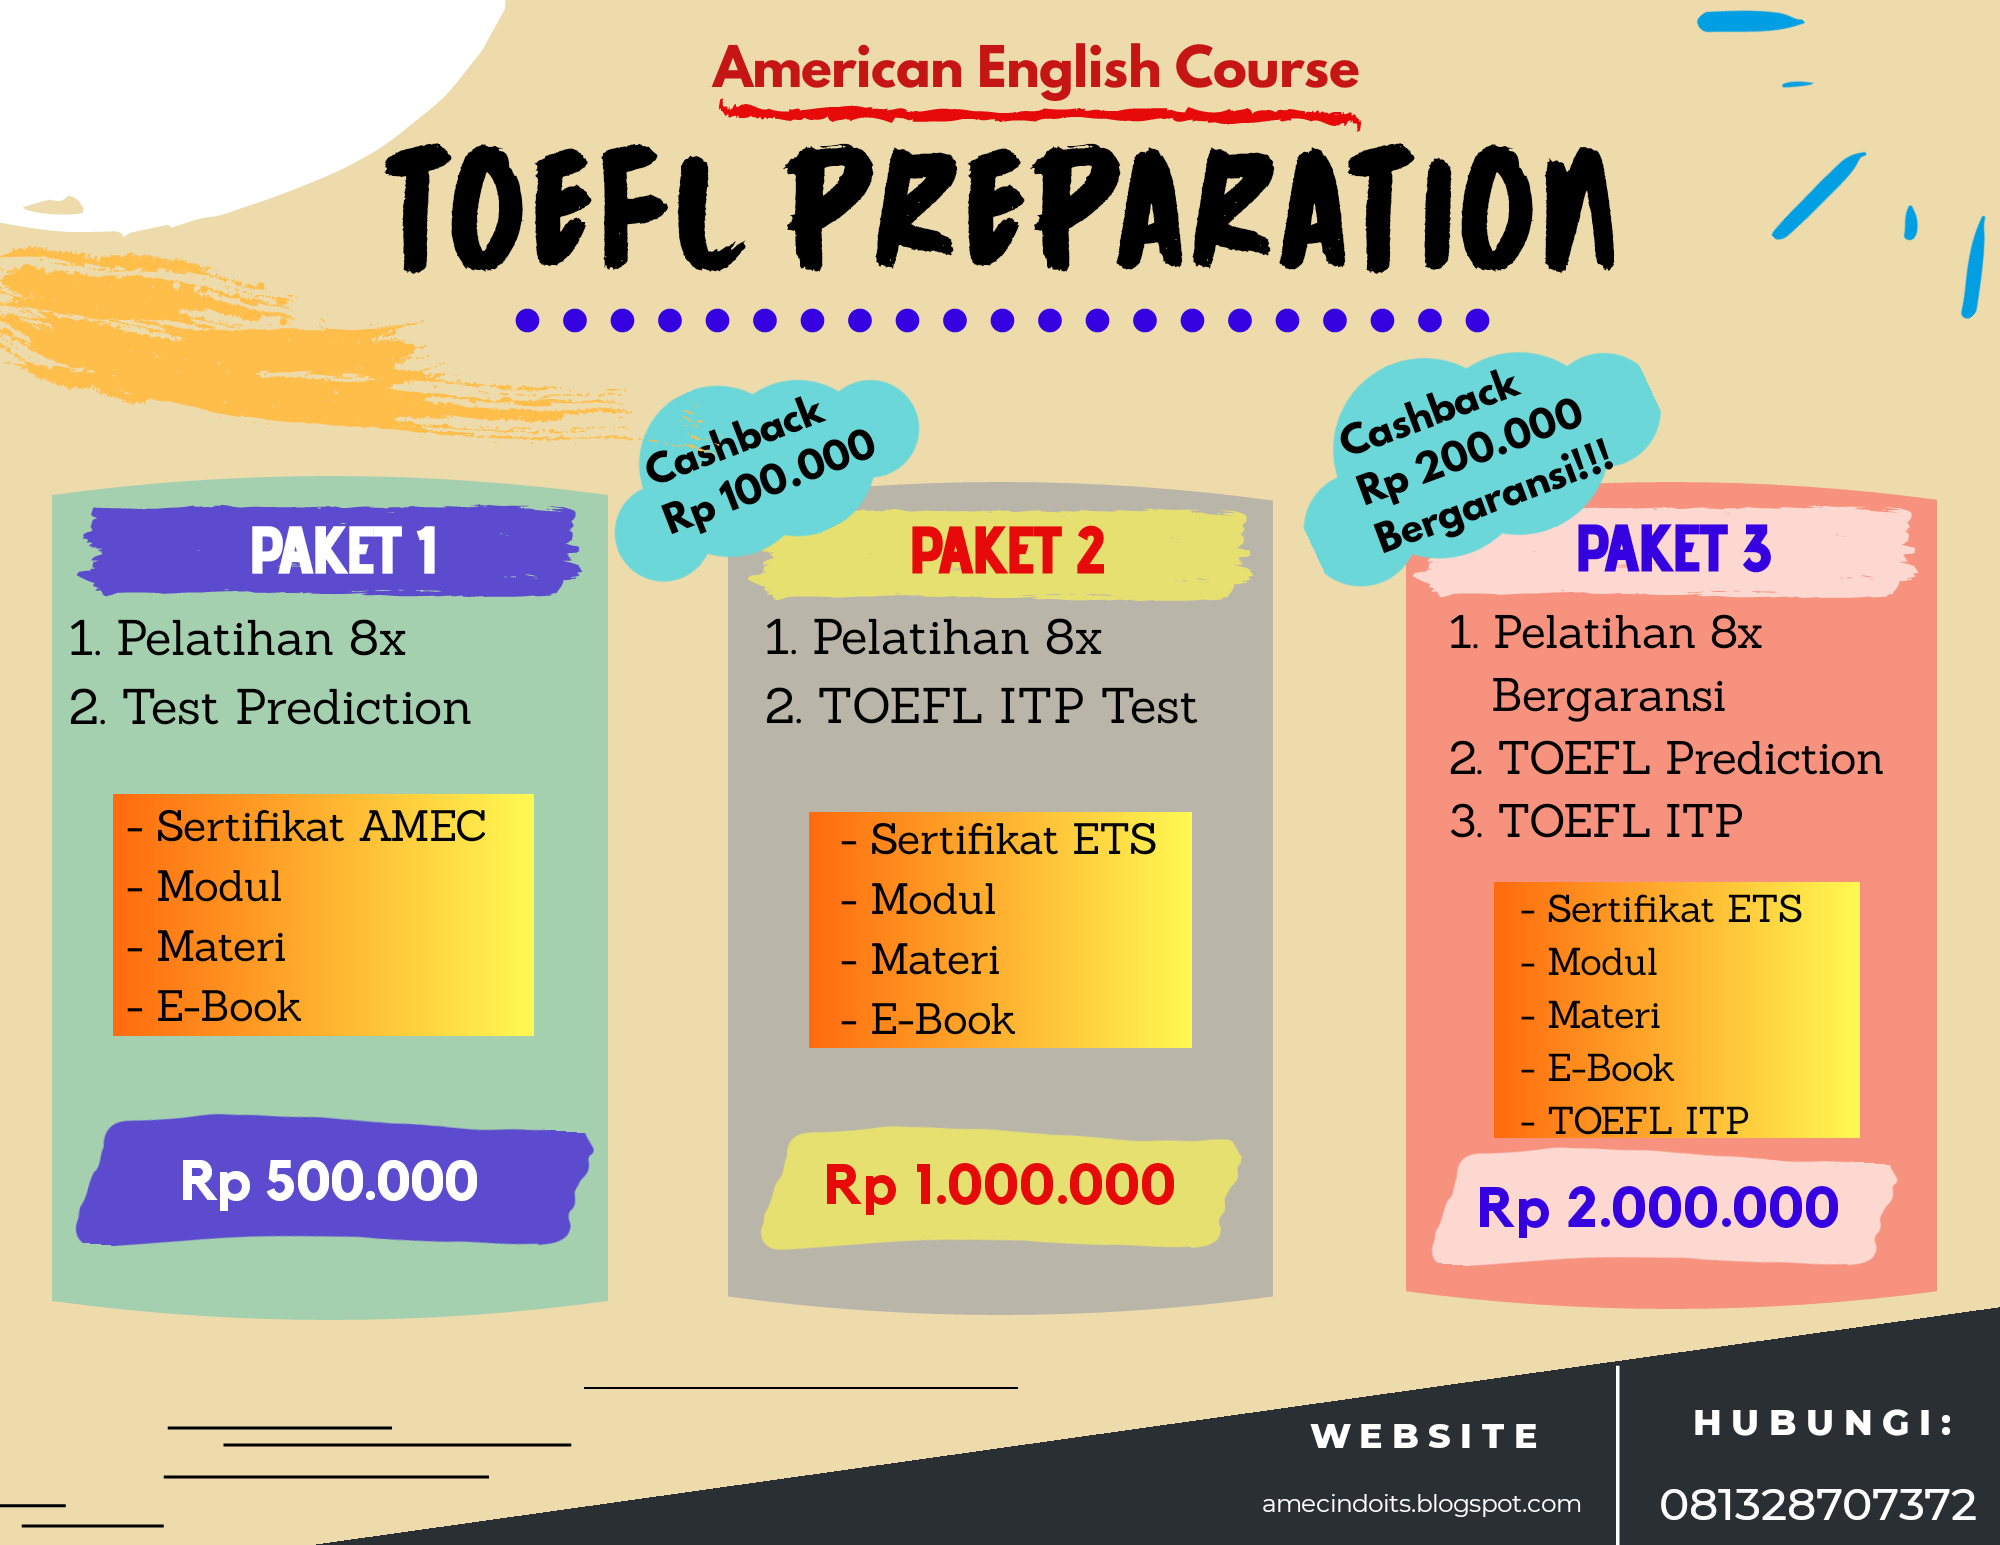 American English Course
TOEFL PREPARATION
PAKET 1
1. Pelatihan 8x
2. Test Prediction
- Sertifikat AMEC
- Modul
- Materi
- E-Book
Rp 500.000
Cashback
Rp 100.000
PAKET 2
1. Pelatihan 8x
2. TOEFL ITP Test
- Sertifikat ETS
- Modul
- Materi
- E-Book
Rp 1.000.000
Cashback
Rp 200.000
Bergaransi!!!
PAKET 3
1. Pelatihan 8x
Bergaransi
2. TOEFL Prediction
3. TOEFL ITP
- Sertifikat ETS
- Modul
- Materi
- E-Book
- TOEFL ITP
Rp 2.000.000
WEBSITE
amecindoits.blogspot.com
HUBUNGI:
081328707372